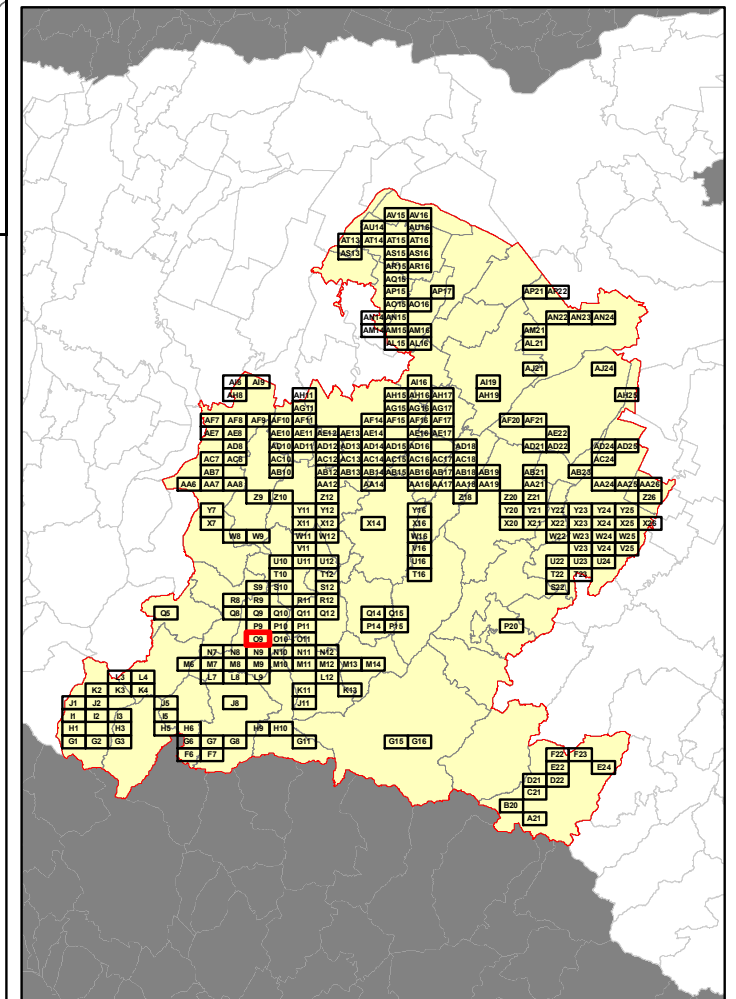 AV15 AV16
AU14 AU16
AT13 AT14 AT15 AT16
AS13 AS15 AS16
AR15 AR16
AQ15
AP15 AP17 AP21 AP22
AO15 AO16
AN14 AN15 AN22 AN23 AN24
AM14 AM15 AM16 AM21
AL15 AL16 AL21
AJ21 AJ24
AI8 AI9 AI16 AI19
AH8 AH11 AH15 AH16 AH17 AH19 AH25
AG11 AG15 AG16 AG17
AF7 AF8 AF9 AF10 AF11 AF14 AF15 AF16 AF17 AF20 AF21
AE7 AE8 AE10 AE11 AE12 AE13 AE14 AE16 AE17 AE22
AD8 AD10 AD11 AD12 AD13 AD14 AD15 AD16 AD18 AD21 AD22 AD24 AD25
AC7 AC8 AC10 AC12 AC13 AC14 AC15 AC16 AC17 AC18 AC24
AB7 AB10 AB12 AB13 AB14 AB15 AB16 AB17 AB18 AB19 AB21 AB23
AA6 AA7 AA8 AA12 AA14 AA16 AA17 AA18 AA19 AA21 AA24 AA25 AA26
Z9 Z10 Z12 Z18 Z20 Z21 Z26
Y7 Y11 Y12 Y16 Y20 Y21 Y22 Y23 Y24 Y25
X7 X11 X12 X14 X16 X20 X21 X22 X23 X24 X25 X26
W8 W9 W11 W12 W16 W22 W23 W24 W25
V11 V16 V23 V24 V25
U10 U11 U12 U16 U22 U23 U24
T10 T12 T16 T22 T23
S9 S10 S12 S22
R8 R9 R11 R12
Q5 Q8 Q9 Q10 Q11 Q12 Q14 Q15
P9 P10 P11 P14 P15 P20
O9 O10 O11
N7 N8 N9 N10 N11 N12
M6 M7 M8 M9 M10 M11 M12 M13 M14
L3 L4 L7 L8 L9 L12
K2 K3 K4 K11 K13
J1 J2 J5 J8 J11
I1 I2 I3 I5
H1 H3 H5 H6 H9 H10
G1 G2 G3 G6 G7 G8 G11 G15 G16
F6 F7 F22 F23
E22 E24
D21 D22
C21
B20
A21